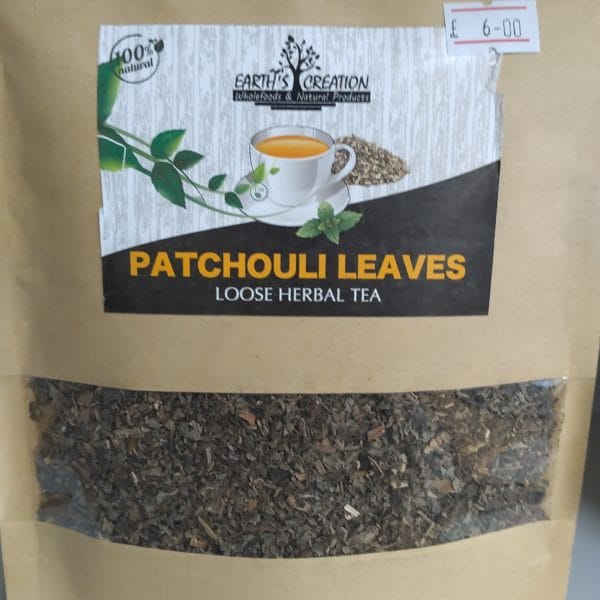 £ 6-00
100%
natural
EARTH'S CREATION
WholeFoods & Natural Products
PATCHOULI LEAVES
LOOSE HERBAL TEA